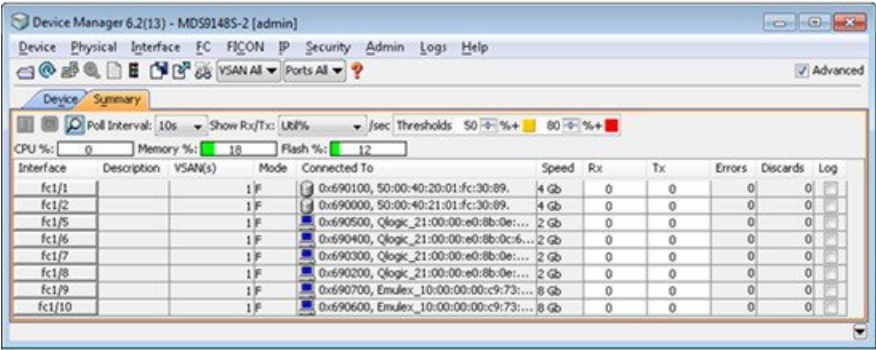 Device Manager 6.2(13) - MDS9148S-2 [admin]
Device Physical Interface FC FICON IP Security Admin Logs Help
VSAN All Ports All ? Advanced
Device Summary
Poll Interval: 10s Show Rx/Tx: Util% /sec Thresholds 50 %+ 80 %+
CPU %: 0 Memory %: 18 Flash %: 12
Interface Description VSAN(s) Mode Connected To Speed Rx Tx Errors Discards Log
fc1/1 1 F 0x690100, 50:00:40:20:01:fc:30:89. 4 Gb 0 0 0 0
fc1/2 1 F 0x690000, 50:00:40:21:01:fc:30:89. 4 Gb 0 0 0 0
fc1/5 1 F 0x690500, Qlogic_21:00:00:e0:8b:0e:... 2 Gb 0 0 0 0
fc1/6 1 F 0x690400, Qlogic_21:00:00:e0:8b:0c:6... 2 Gb 0 0 0 0
fc1/7 1 F 0x690300, Qlogic_21:00:00:e0:8b:0e:... 2 Gb 0 0 0 0
fc1/8 1 F 0x690200, Qlogic_21:00:00:e0:8b:0e:... 2 Gb 0 0 0 0
fc1/9 1 F 0x690700, Emulex_10:00:00:00:c9:73:... 8 Gb 0 0 0 0
fc1/10 1 F 0x690600, Emulex_10:00:00:00:c9:73:... 8 Gb 0 0 0 0